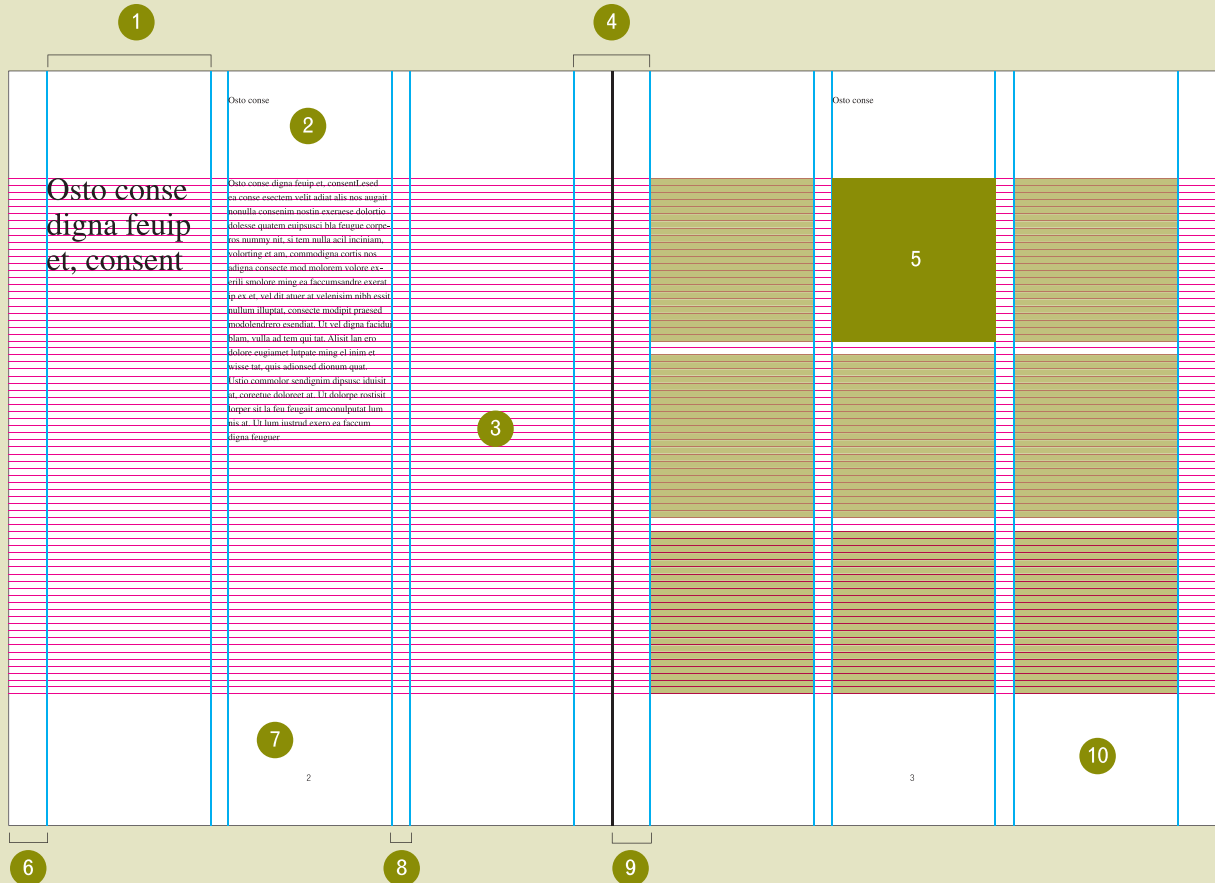 1
4
Osto conse
Osto conse
2
Osto conse
digna feuip
et, consent
Osto conse digna feuip et, consentLesed
ea conse esectem velit adiat alis nos augait
nonulla consenim nostin exeraese dolortio
dolesse quatem euipsusci bla feugue corpe-
ros nummy nit, si tem nulla acil inciniam,
volorting et am, commodigna cortis nos
adigna consecte mod molorem volore ex-
erili smolore ming ea faccumsandre exerat
ip ex et, vel dit atuer at velenisim nibh essit
nullum illuptat, consecte modipit praesed
modolendrero esendiat. Ut vel digna facidui
blam, vulla ad tem qui tat. Alisit lan ero
dolore eugiamet lutpate ming el inim et
wisse tat, quis adionsed dionum quat.
Ustio commolor sendignim dipsusc iduisit
at, coreetue doloreet at. Ut dolorpe rostisit
lorper sit la feu feugait amconulputat lum
nis at. Ut lum iustrud exero ea faccum
digna feuguer
5
3
7
10
2
3
6
8
9